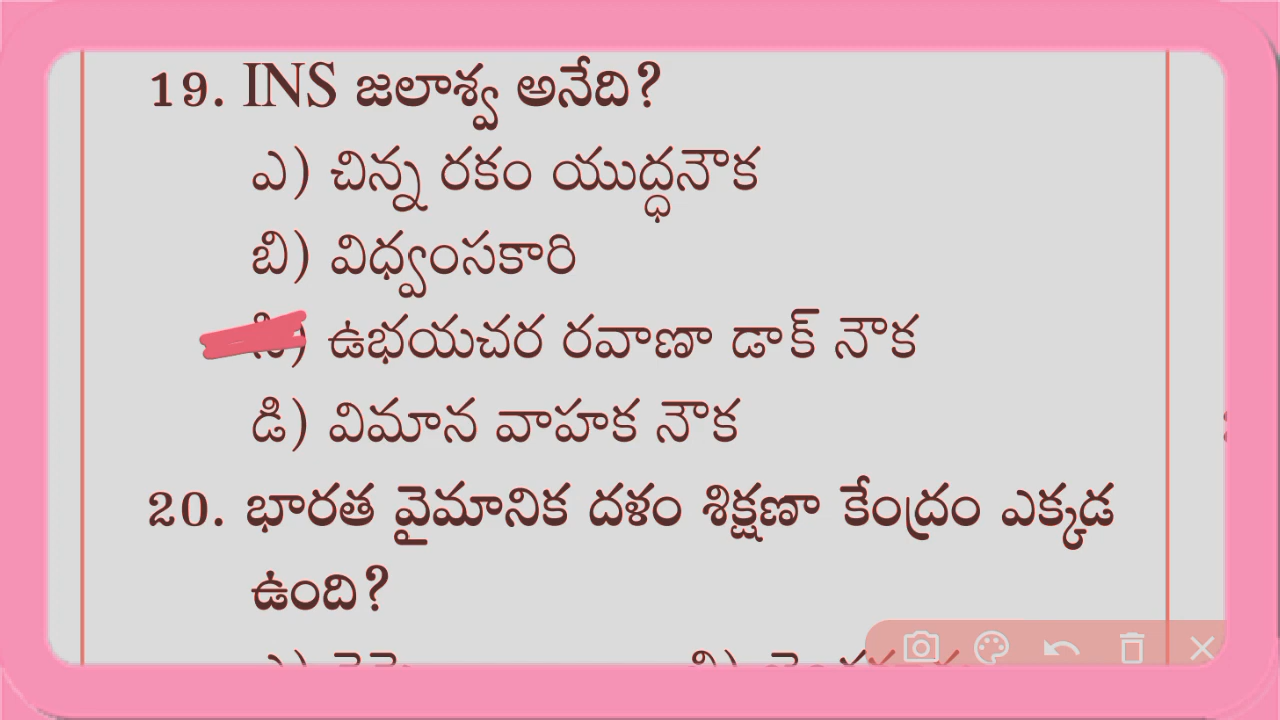 19. INS జలాశ్వ అనేది?
ఎ) చిన్న రకం యుద్ధనౌక
బి) విధ్వంసకారి
సి) ఉభయచర రవాణా డాక్ నౌక
డి) విమాన వాహక నౌక
20. భారత వైమానిక దళం శిక్షణా కేంద్రం ఎక్కడ
ఉంది?